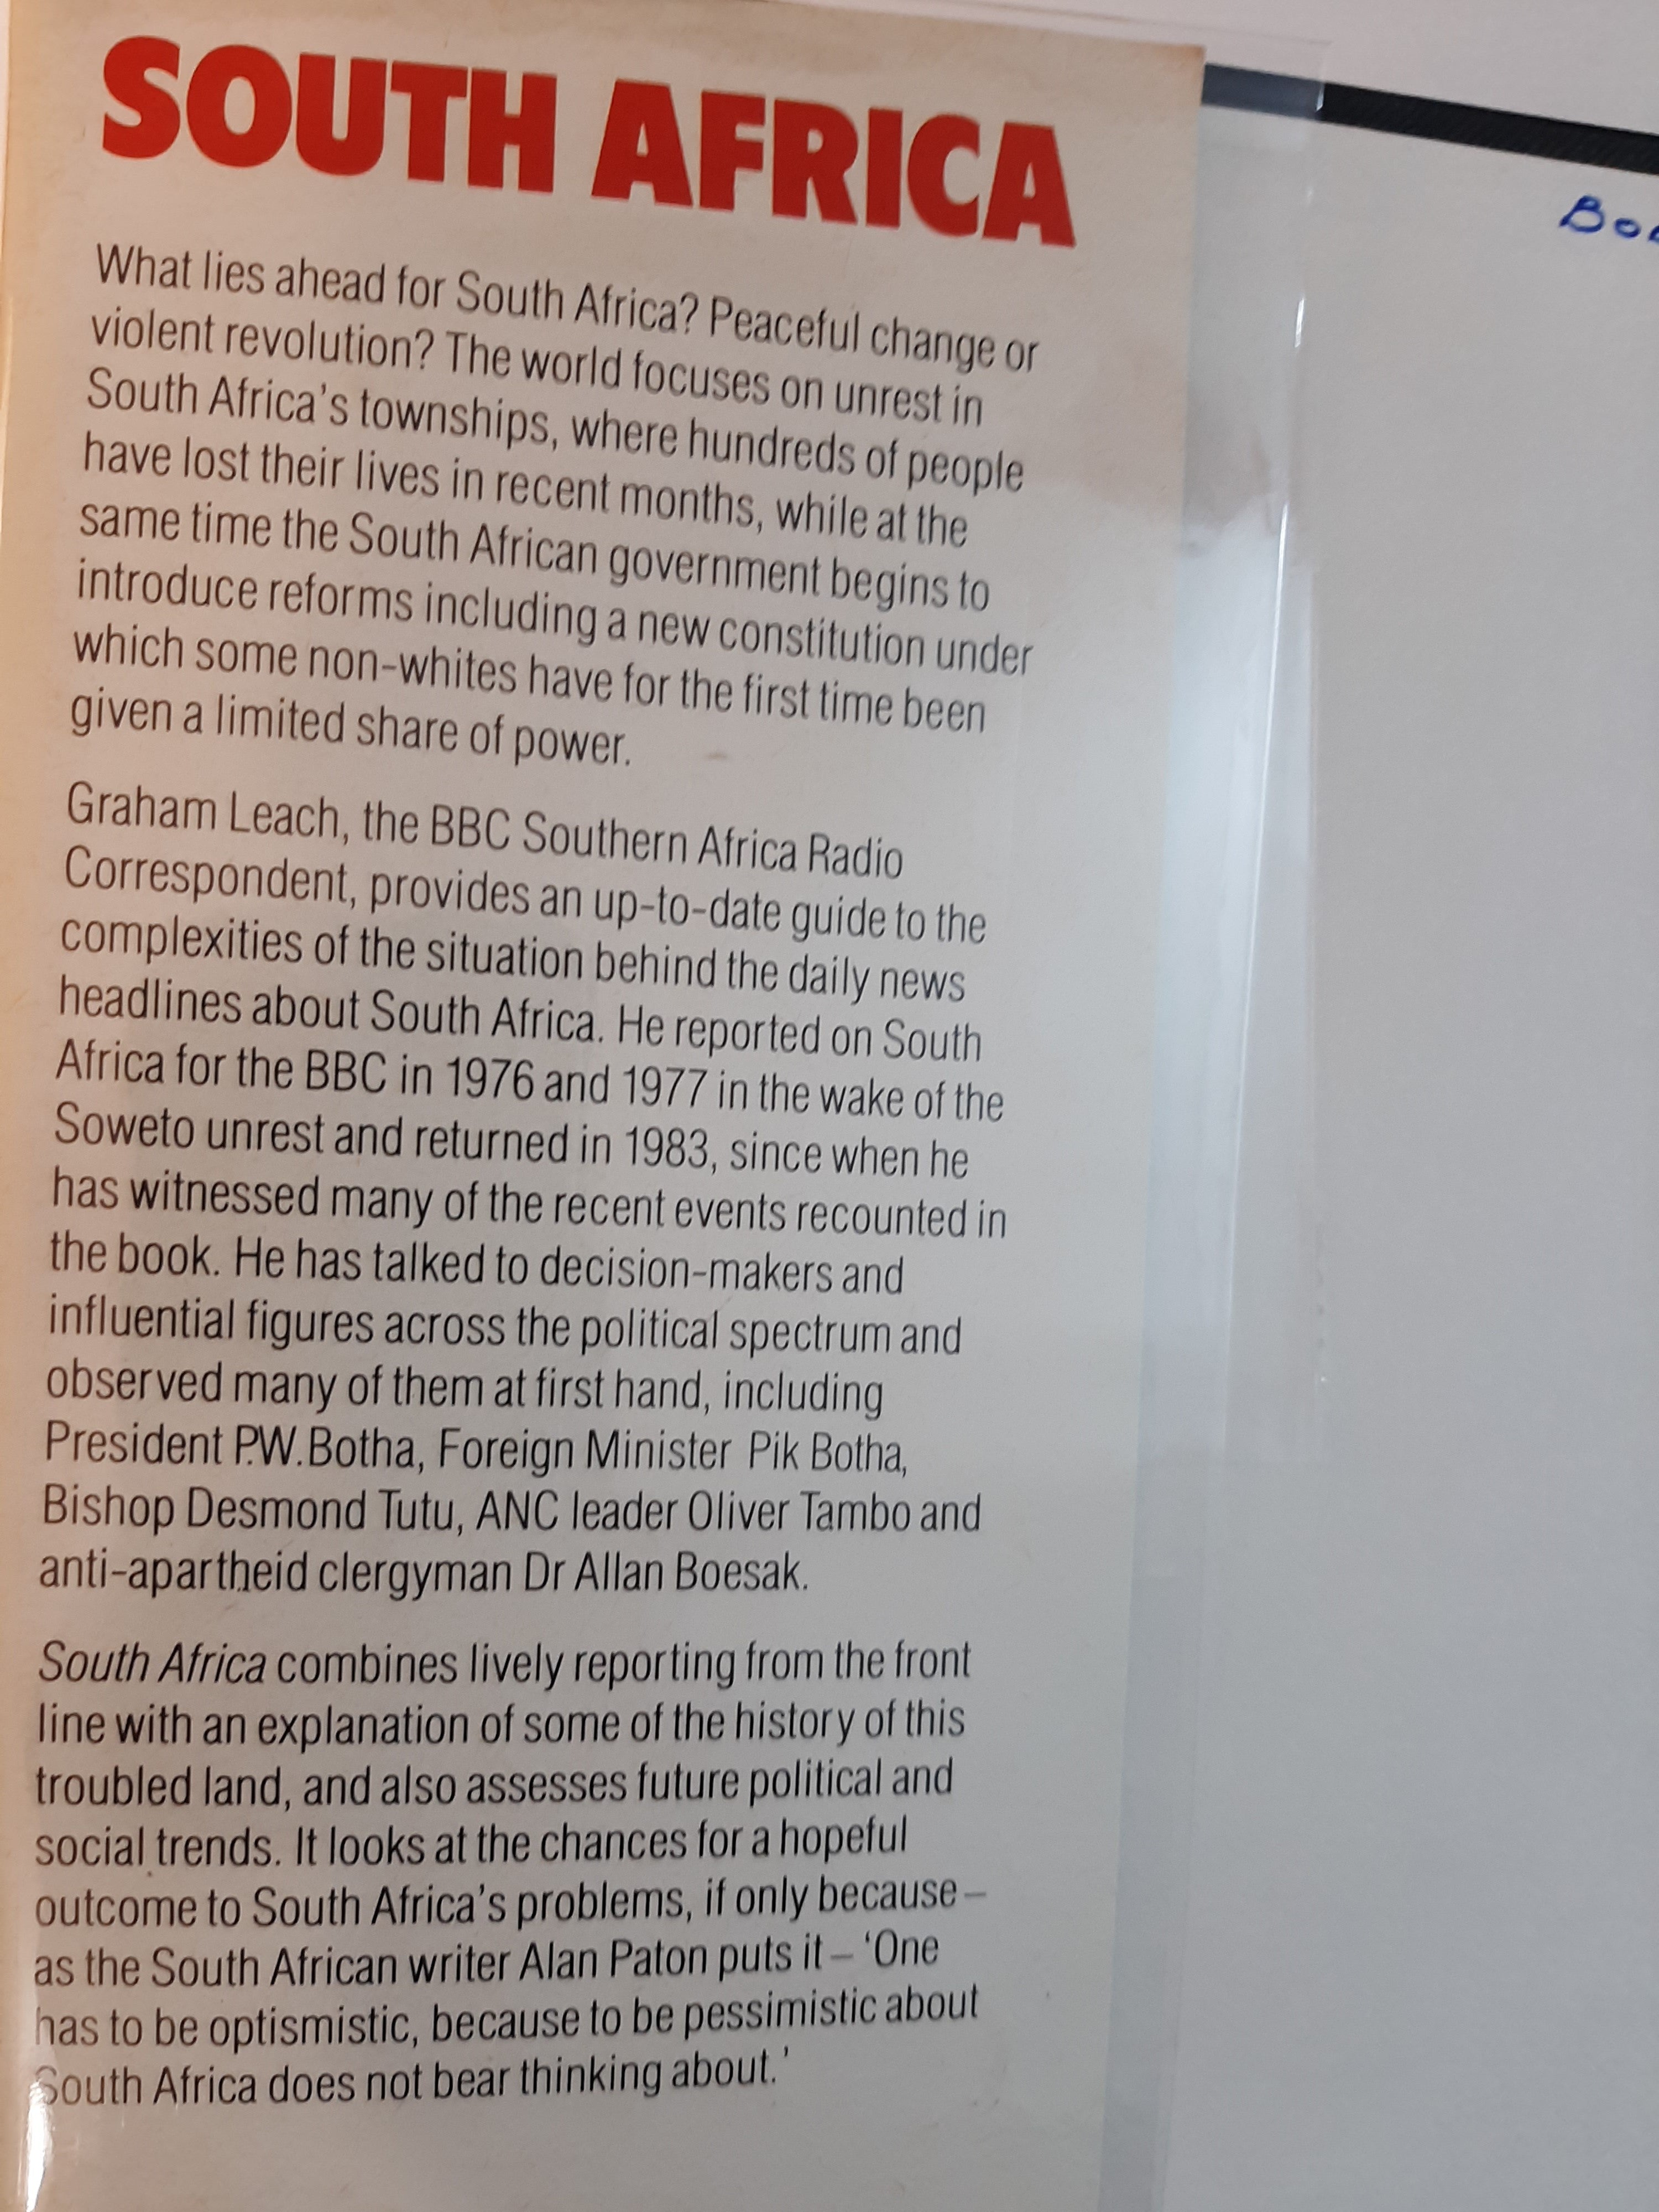 SOUTH AFRICA
What lies ahead for South Africa? Peaceful change or
violent revolution? The world focuses on unrest in
South Africa's townships, where hundreds of people
have lost their lives in recent months, while at the
same time the South African government begins to
introduce reforms including a new constitution under
which some non-whites have for the first time been
given a limited share of power.
Graham Leach, the BBC Southern Africa Radio
Correspondent, provides an up-to-date guide to the
complexities of the situation behind the daily news
headlines about South Africa. He reported on South
Africa for the BBC in 1976 and 1977 in the wake of the
Soweto unrest and returned in 1983, since when he
has witnessed many of the recent events recounted in
the book. He has talked to decision-makers and
influential figures across the political spectrum and
observed many of them at first hand, including
President P.W.Botha, Foreign Minister Pik Botha,
Bishop Desmond Tutu, ANC leader Oliver Tambo and
anti-apartheid clergyman Dr Allan Boesak.
South Africa combines lively reporting from the front
line with an explanation of some of the history of this
troubled land, and also assesses future political and
social trends. It looks at the chances for a hopeful
outcome to South Africa's problems, if only because –
as the South African writer Alan Paton puts it – 'One
has to be optismistic, because to be pessimistic about
South Africa does not bear thinking about.'